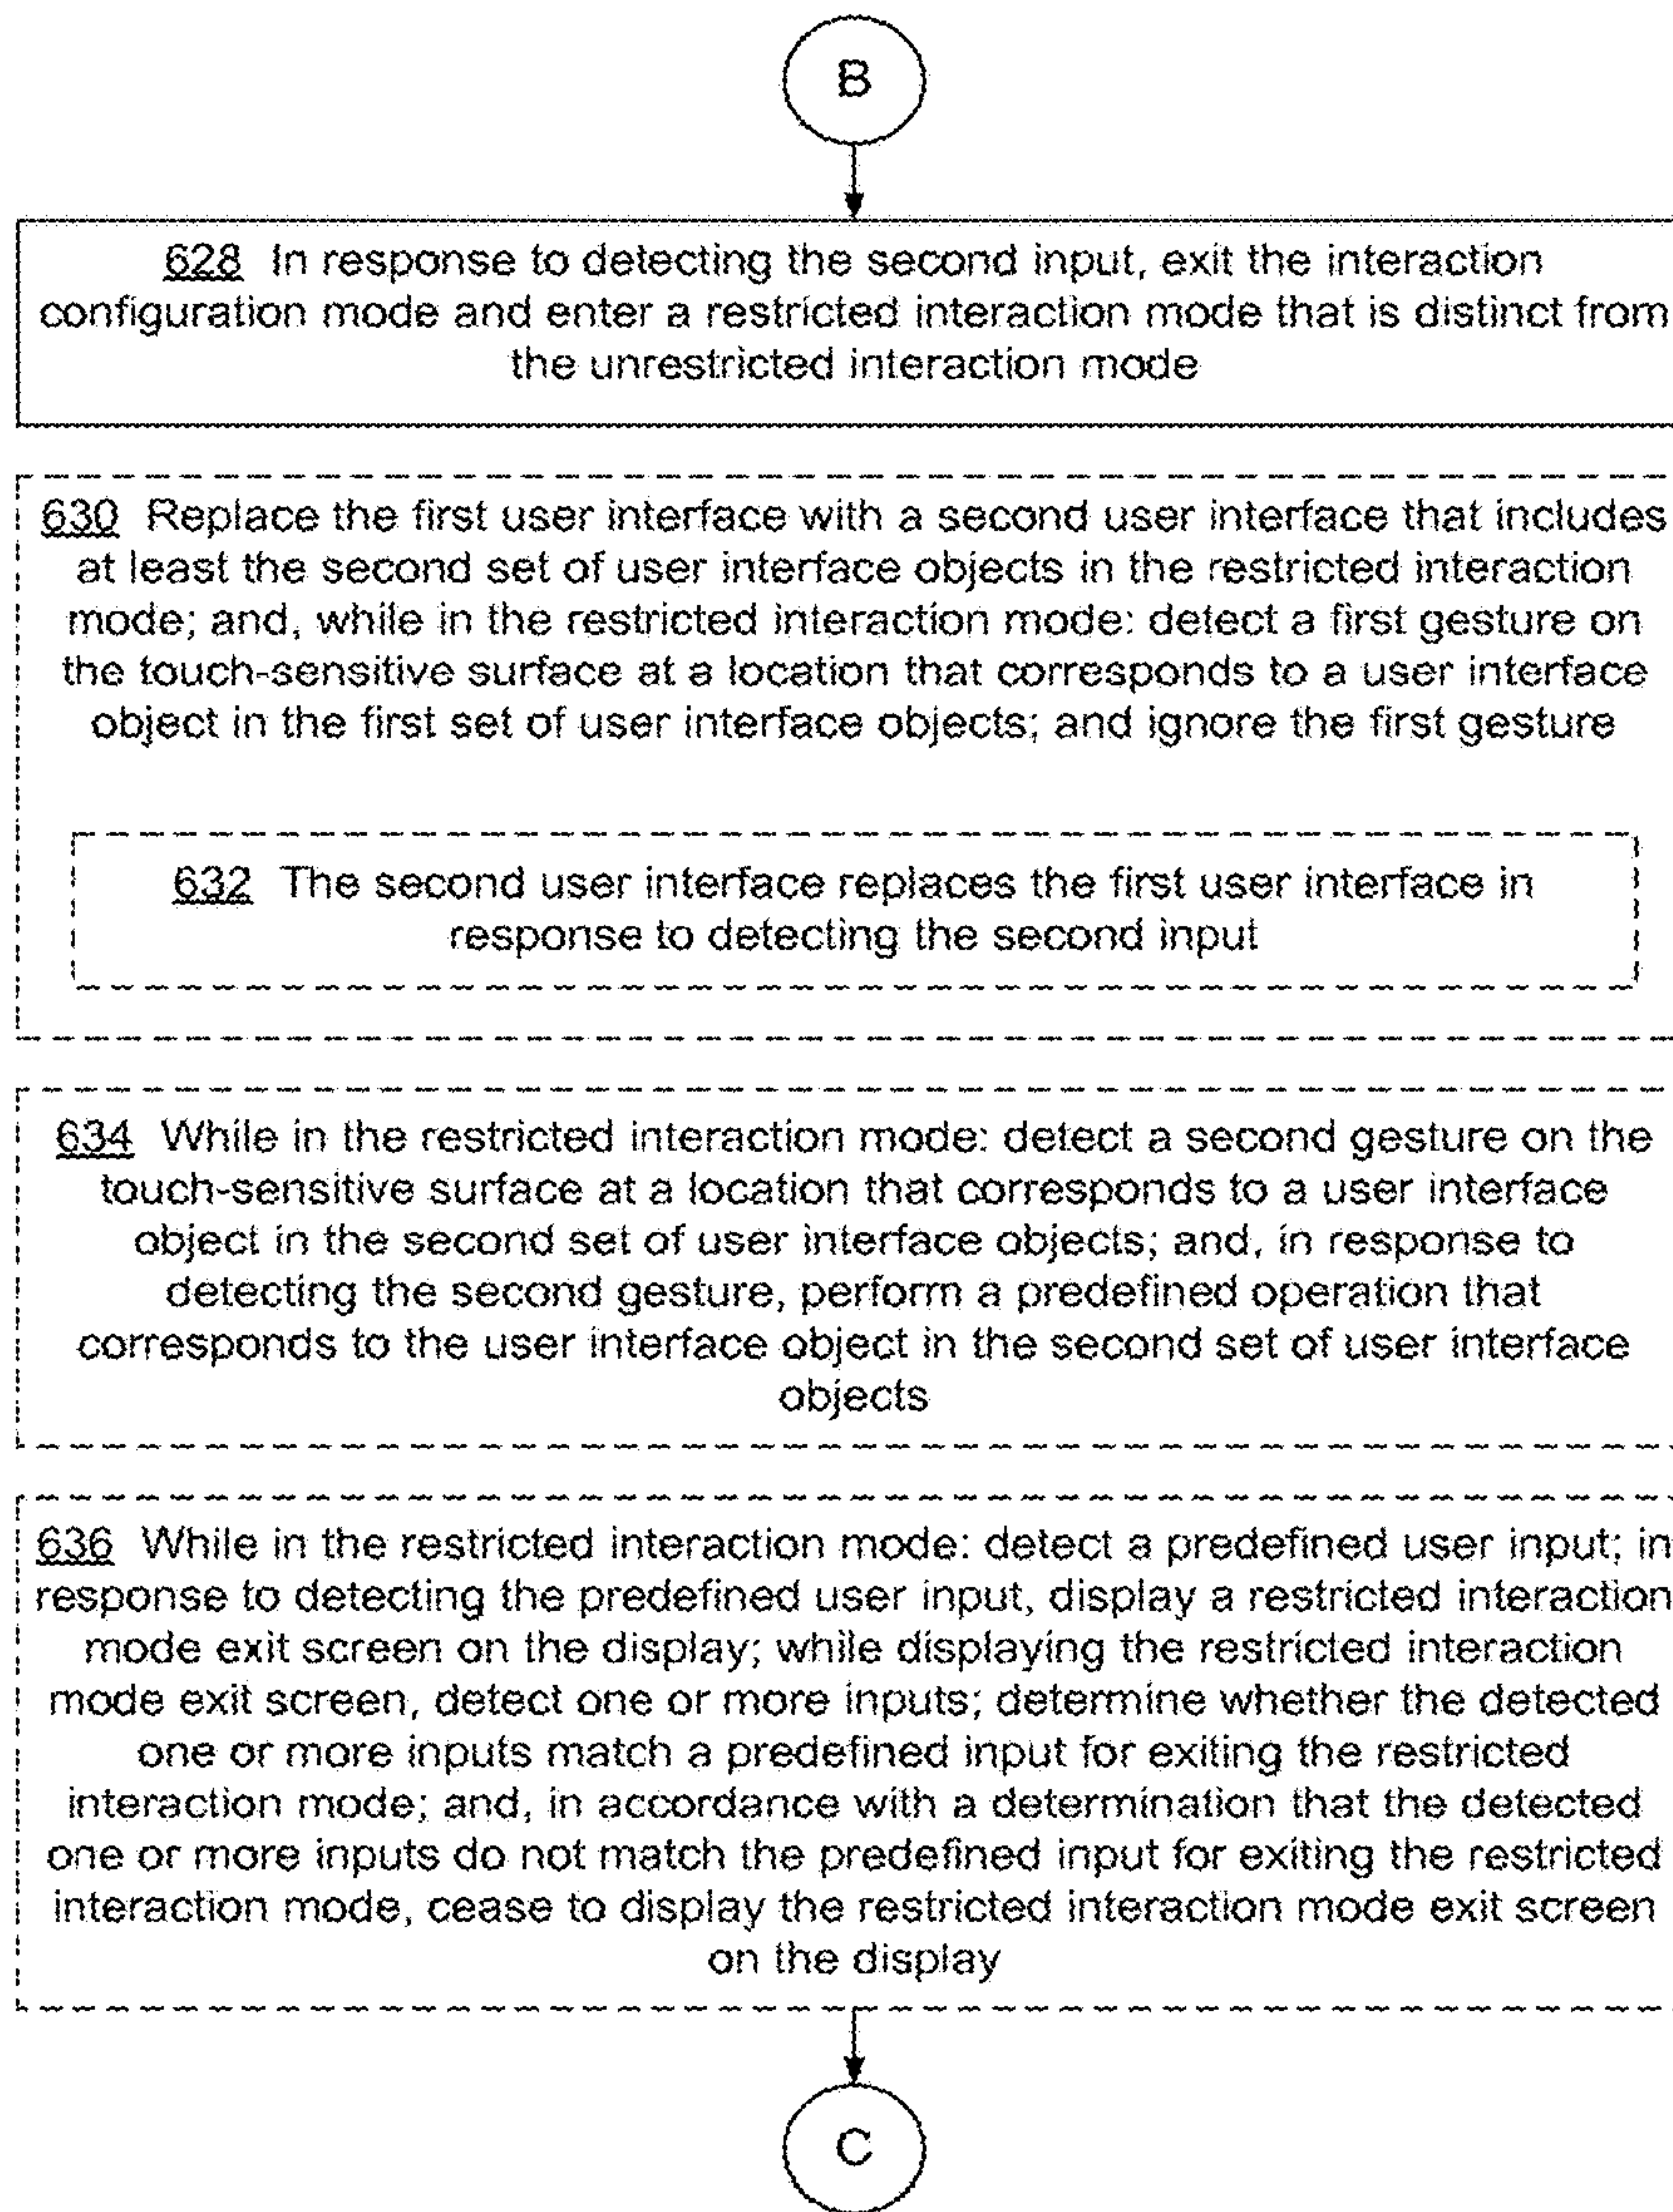 B
628 In response to detecting the second input, exit the interaction
configuration mode and enter a restricted interaction mode that is distinct from
the unrestricted interaction mode
630 Replace the first user interface with a second user interface that includes
at least the second set of user interface objects in the restricted interaction
mode; and, while in the restricted interaction mode: detect a first gesture on
the touch-sensitive surface at a location that corresponds to a user interface
object in the first set of user interface objects; and ignore the first gesture
632 The second user interface replaces the first user interface in
response to detecting the second input
634 While in the restricted interaction mode: detect a second gesture on the
touch-sensitive surface at a location that corresponds to a user interface
object in the second set of user interface objects; and, in response to
detecting the second gesture, perform a predefined operation that
corresponds to the user interface object in the second set of user interface
objects
636 While in the restricted interaction mode: detect a predefined user input; in
response to detecting the predefined user input, display a restricted interaction
mode exit screen on the display; while displaying the restricted interaction
mode exit screen, detect one or more inputs; determine whether the detected
one or more inputs match a predefined input for exiting the restricted
interaction mode; and, in accordance with a determination that the detected
one or more inputs do not match the predefined input for exiting the restricted
interaction mode, cease to display the restricted interaction mode exit screen
on the display
C